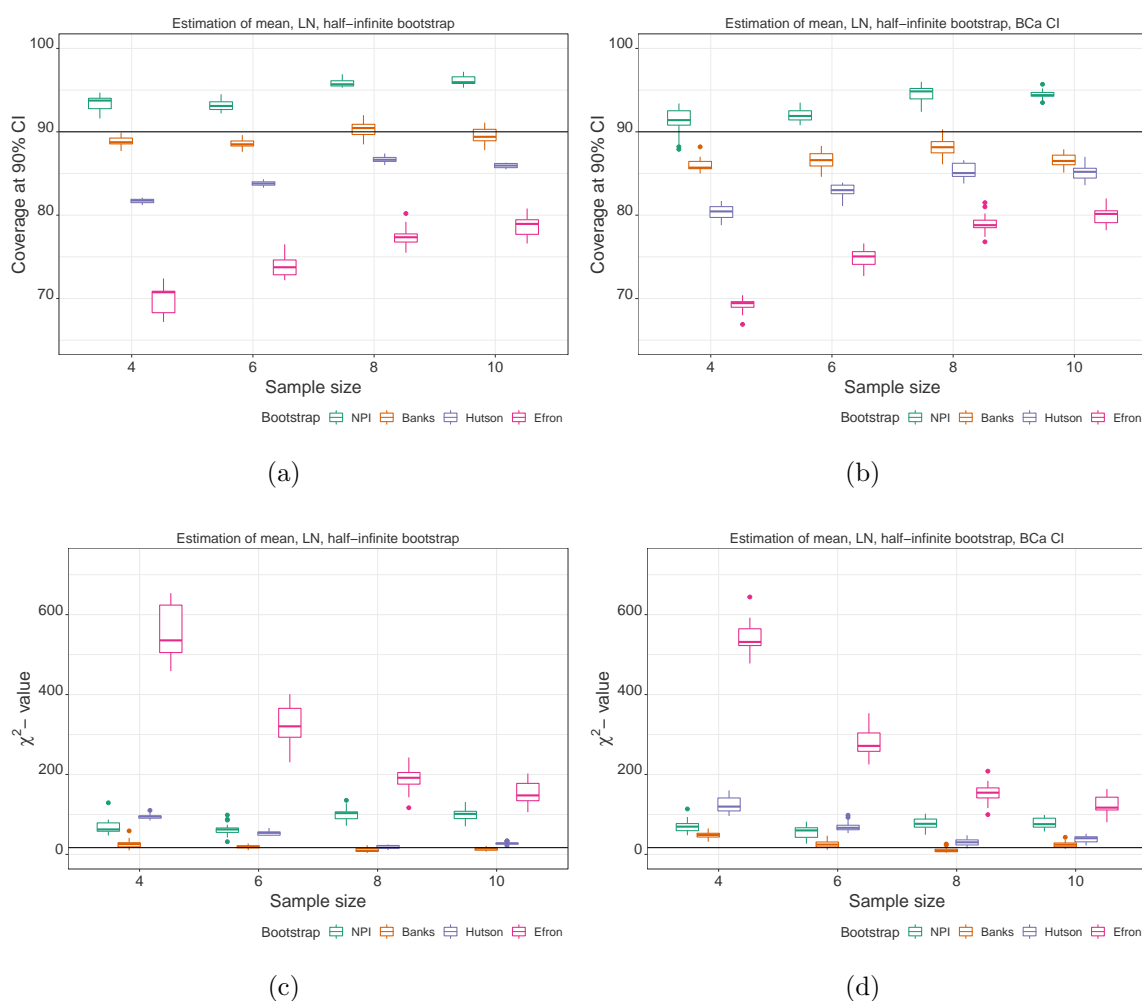 Estimation of mean, LN, half−infinite bootstrap
100
90
80
70
Coverage at 90% CI
4 6 8 10
Sample size
Bootstrap NPI Banks Hutson Efron
(a)
Estimation of mean, LN, half−infinite bootstrap, BCa CI
100
90
80
70
Coverage at 90% CI
4 6 8 10
Sample size
Bootstrap NPI Banks Hutson Efron
(b)
Estimation of mean, LN, half−infinite bootstrap
600
400
200
0
χ²− value
4 6 8 10
Sample size
Bootstrap NPI Banks Hutson Efron
(c)
Estimation of mean, LN, half−infinite bootstrap, BCa CI
600
400
200
0
χ²− value
4 6 8 10
Sample size
Bootstrap NPI Banks Hutson Efron
(d)